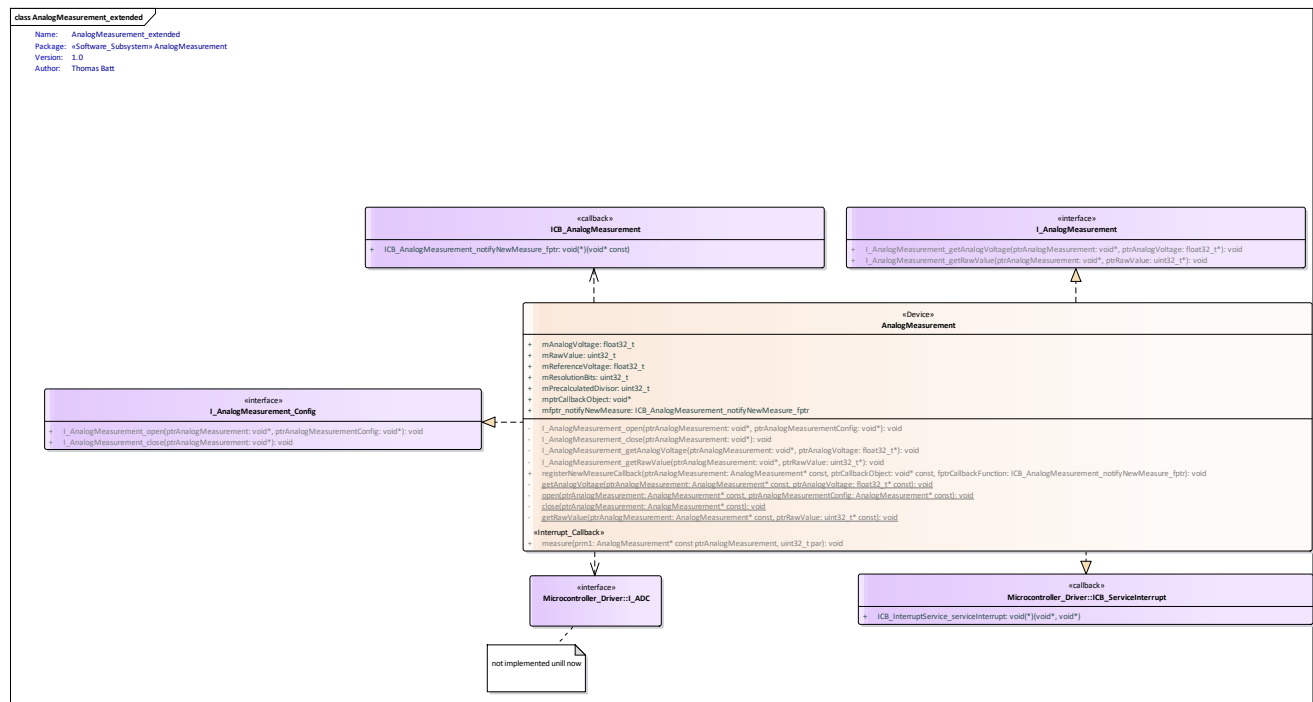 class AnalogMeasurement_extended
Name: AnalogMeasurement_extended
Package: «Software_Subsystem» AnalogMeasurement
Version: 1.0
Author: Thomas Batt
«callback»
ICB_AnalogMeasurement
+ ICB_AnalogMeasurement_notifyNewMeasure_fptr: void(*)(void* const)
«interface»
I_AnalogMeasurement
+ I_AnalogMeasurement_getAnalogVoltage(ptrAnalogMeasurement: void*, ptrAnalogVoltage: float32_t*): void
+ I_AnalogMeasurement_getRawValue(ptrAnalogMeasurement: void*, ptrRawValue: uint32_t*): void
«Device»
AnalogMeasurement
+ mAnalogVoltage: float32_t
+ mRawValue: uint32_t
+ mReferenceVoltage: float32_t
+ mResolutionBits: uint32_t
+ mPrecalculatedDivisor: uint32_t
+ mptrCallbackObject: void*
+ mfptr_notifyNewMeasure: ICB_AnalogMeasurement_notifyNewMeasure_fptr
- I_AnalogMeasurement_open(ptrAnalogMeasurement: void*, ptrAnalogMeasurementConfig: void*): void
- I_AnalogMeasurement_close(ptrAnalogMeasurement: void*): void
- I_AnalogMeasurement_getAnalogVoltage(ptrAnalogMeasurement: void*, ptrAnalogVoltage: float32_t*): void
- I_AnalogMeasurement_getRawValue(ptrAnalogMeasurement: void*, ptrRawValue: uint32_t*): void
+ registerNewMeasureCallback(ptrAnalogMeasurement: AnalogMeasurement* const, ptrCallbackObject: void* const, fptrCallbackFunction: ICB_AnalogMeasurement_notifyNewMeasure_fptr): void
- getAnalogVoltage(ptrAnalogMeasurement: AnalogMeasurement* const, ptrAnalogVoltage: float32_t* const): void
- open(ptrAnalogMeasurement: AnalogMeasurement* const, ptrAnalogMeasurementConfig: AnalogMeasurement* const): void
- close(ptrAnalogMeasurement: AnalogMeasurement* const): void
- getRawValue(ptrAnalogMeasurement: AnalogMeasurement* const, ptrRawValue: uint32_t* const): void
«Interrupt_Callback»
+ measure(prm1: AnalogMeasurement* const ptrAnalogMeasurement, uint32_t par): void
«interface»
I_AnalogMeasurement_Config
+ I_AnalogMeasurement_open(ptrAnalogMeasurement: void*, ptrAnalogMeasurementConfig: void*): void
+ I_AnalogMeasurement_close(ptrAnalogMeasurement: void*): void
«interface»
Microcontroller_Driver::I_ADC
«callback»
Microcontroller_Driver::ICB_ServiceInterrupt
+ ICB_InterruptService_serviceInterrupt: void(*)(void*, void*)
not implemented unill now